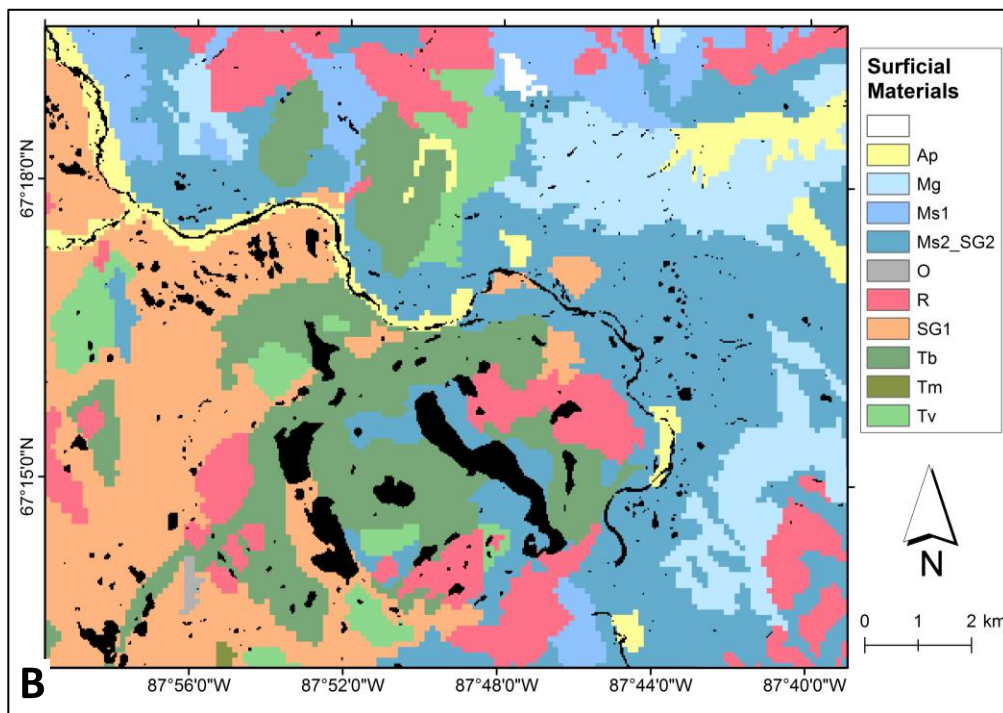 67°18'0"N
67°15'0"N
87°56'0"W
87°52'0"W
87°48'0"W
87°44'0"W
87°40'0"W
B
Surficial
Materials
Ap
Mg
Ms1
Ms2_SG2
O
R
SG1
Tb
Tm
Tv
N
0 1 2 km